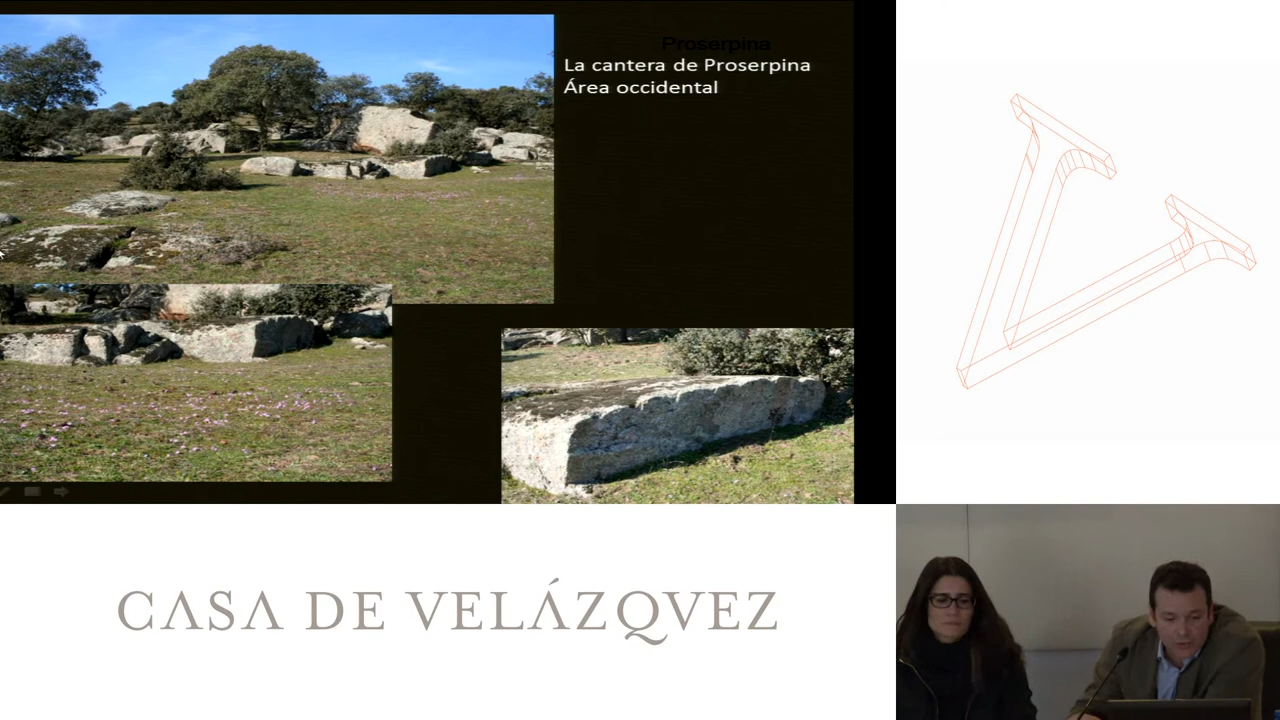 Proserpina
La cantera de Proserpina
Área occidental
CASA DE VELÁZQVEZ